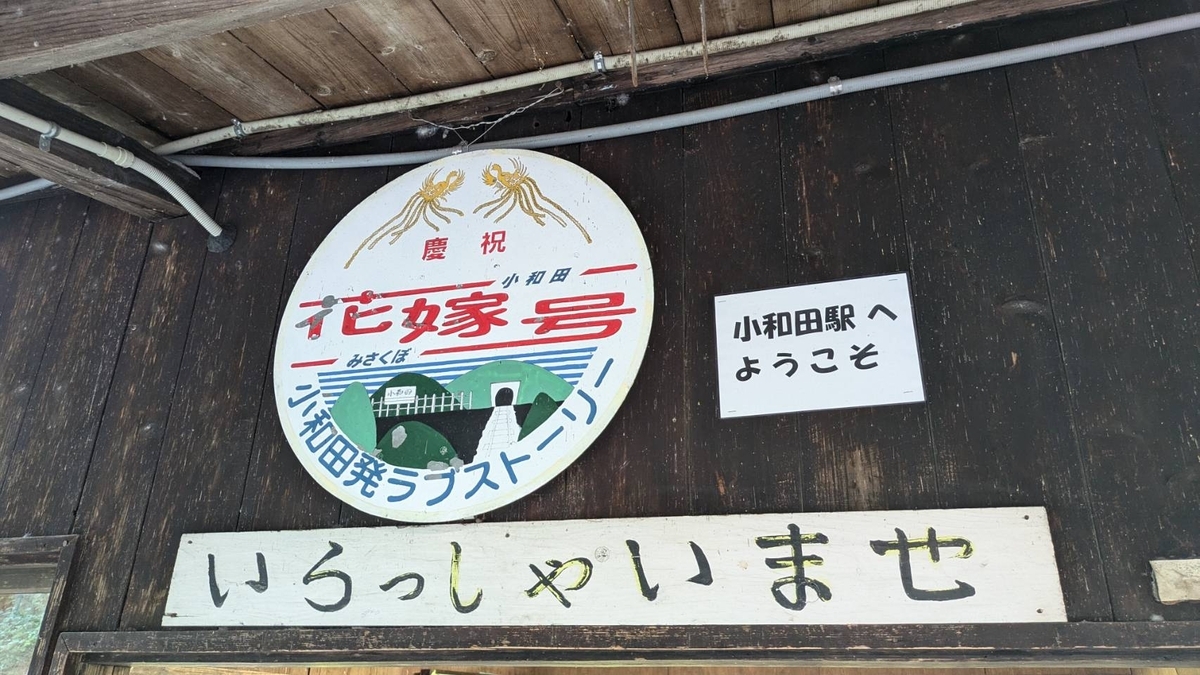 慶祝
小和田
花嫁号
みさくぼ
小和田
小和田発ラブストーリー
小和田駅へ
ようこそ
いらっしゃいませ